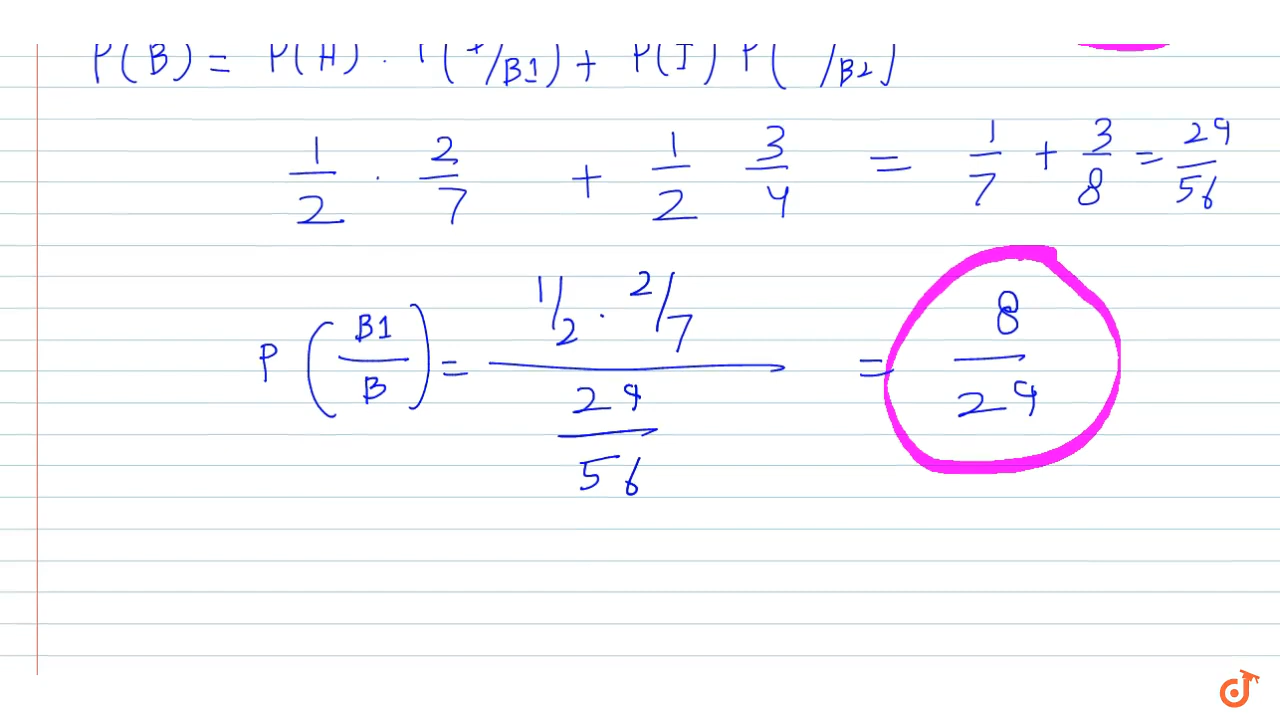 P(B) = P(H) · P( /B1) + P(J) P( /B2)
1/2 · 2/7 + 1/2 3/4 = 1/7 + 3/8 = 29/56
P(B1/B) = (1/2 · 2/7)/(29/56) = 8/29